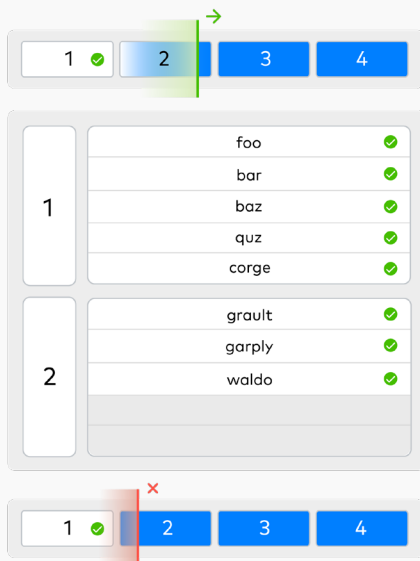 1 2 3 4
1
foo
bar
baz
quz
corge
2
grault
garply
waldo
1 2 3 4